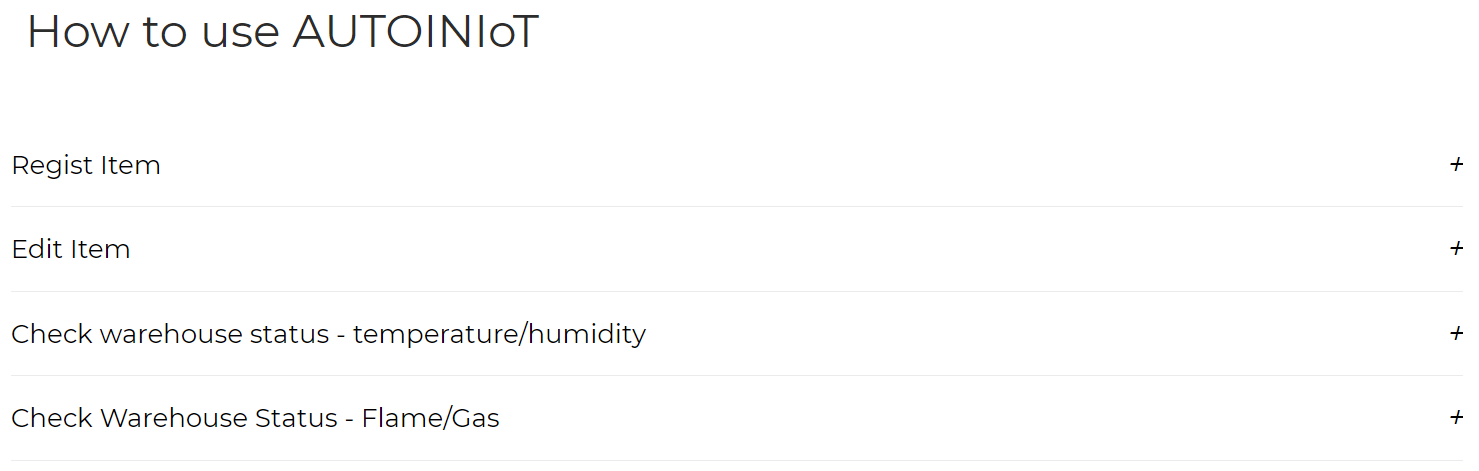 How to use AUTOINIoT
Regist Item +
Edit Item +
Check warehouse status - temperature/humidity +
Check Warehouse Status - Flame/Gas +